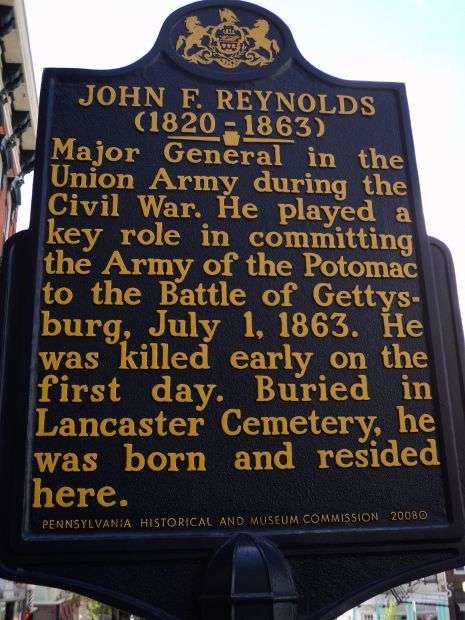 JOHN F. REYNOLDS
(1820 - 1863)
Major General in the
Union Army during the
Civil War. He played a
key role in committing
the Army of the Potomac
to the Battle of Gettys-
burg, July 1, 1863. He
was killed early on the
first day. Buried in
Lancaster Cemetery, he
was born and resided
here.
PENNSYLVANIA HISTORICAL AND MUSEUM COMMISSION 2008©